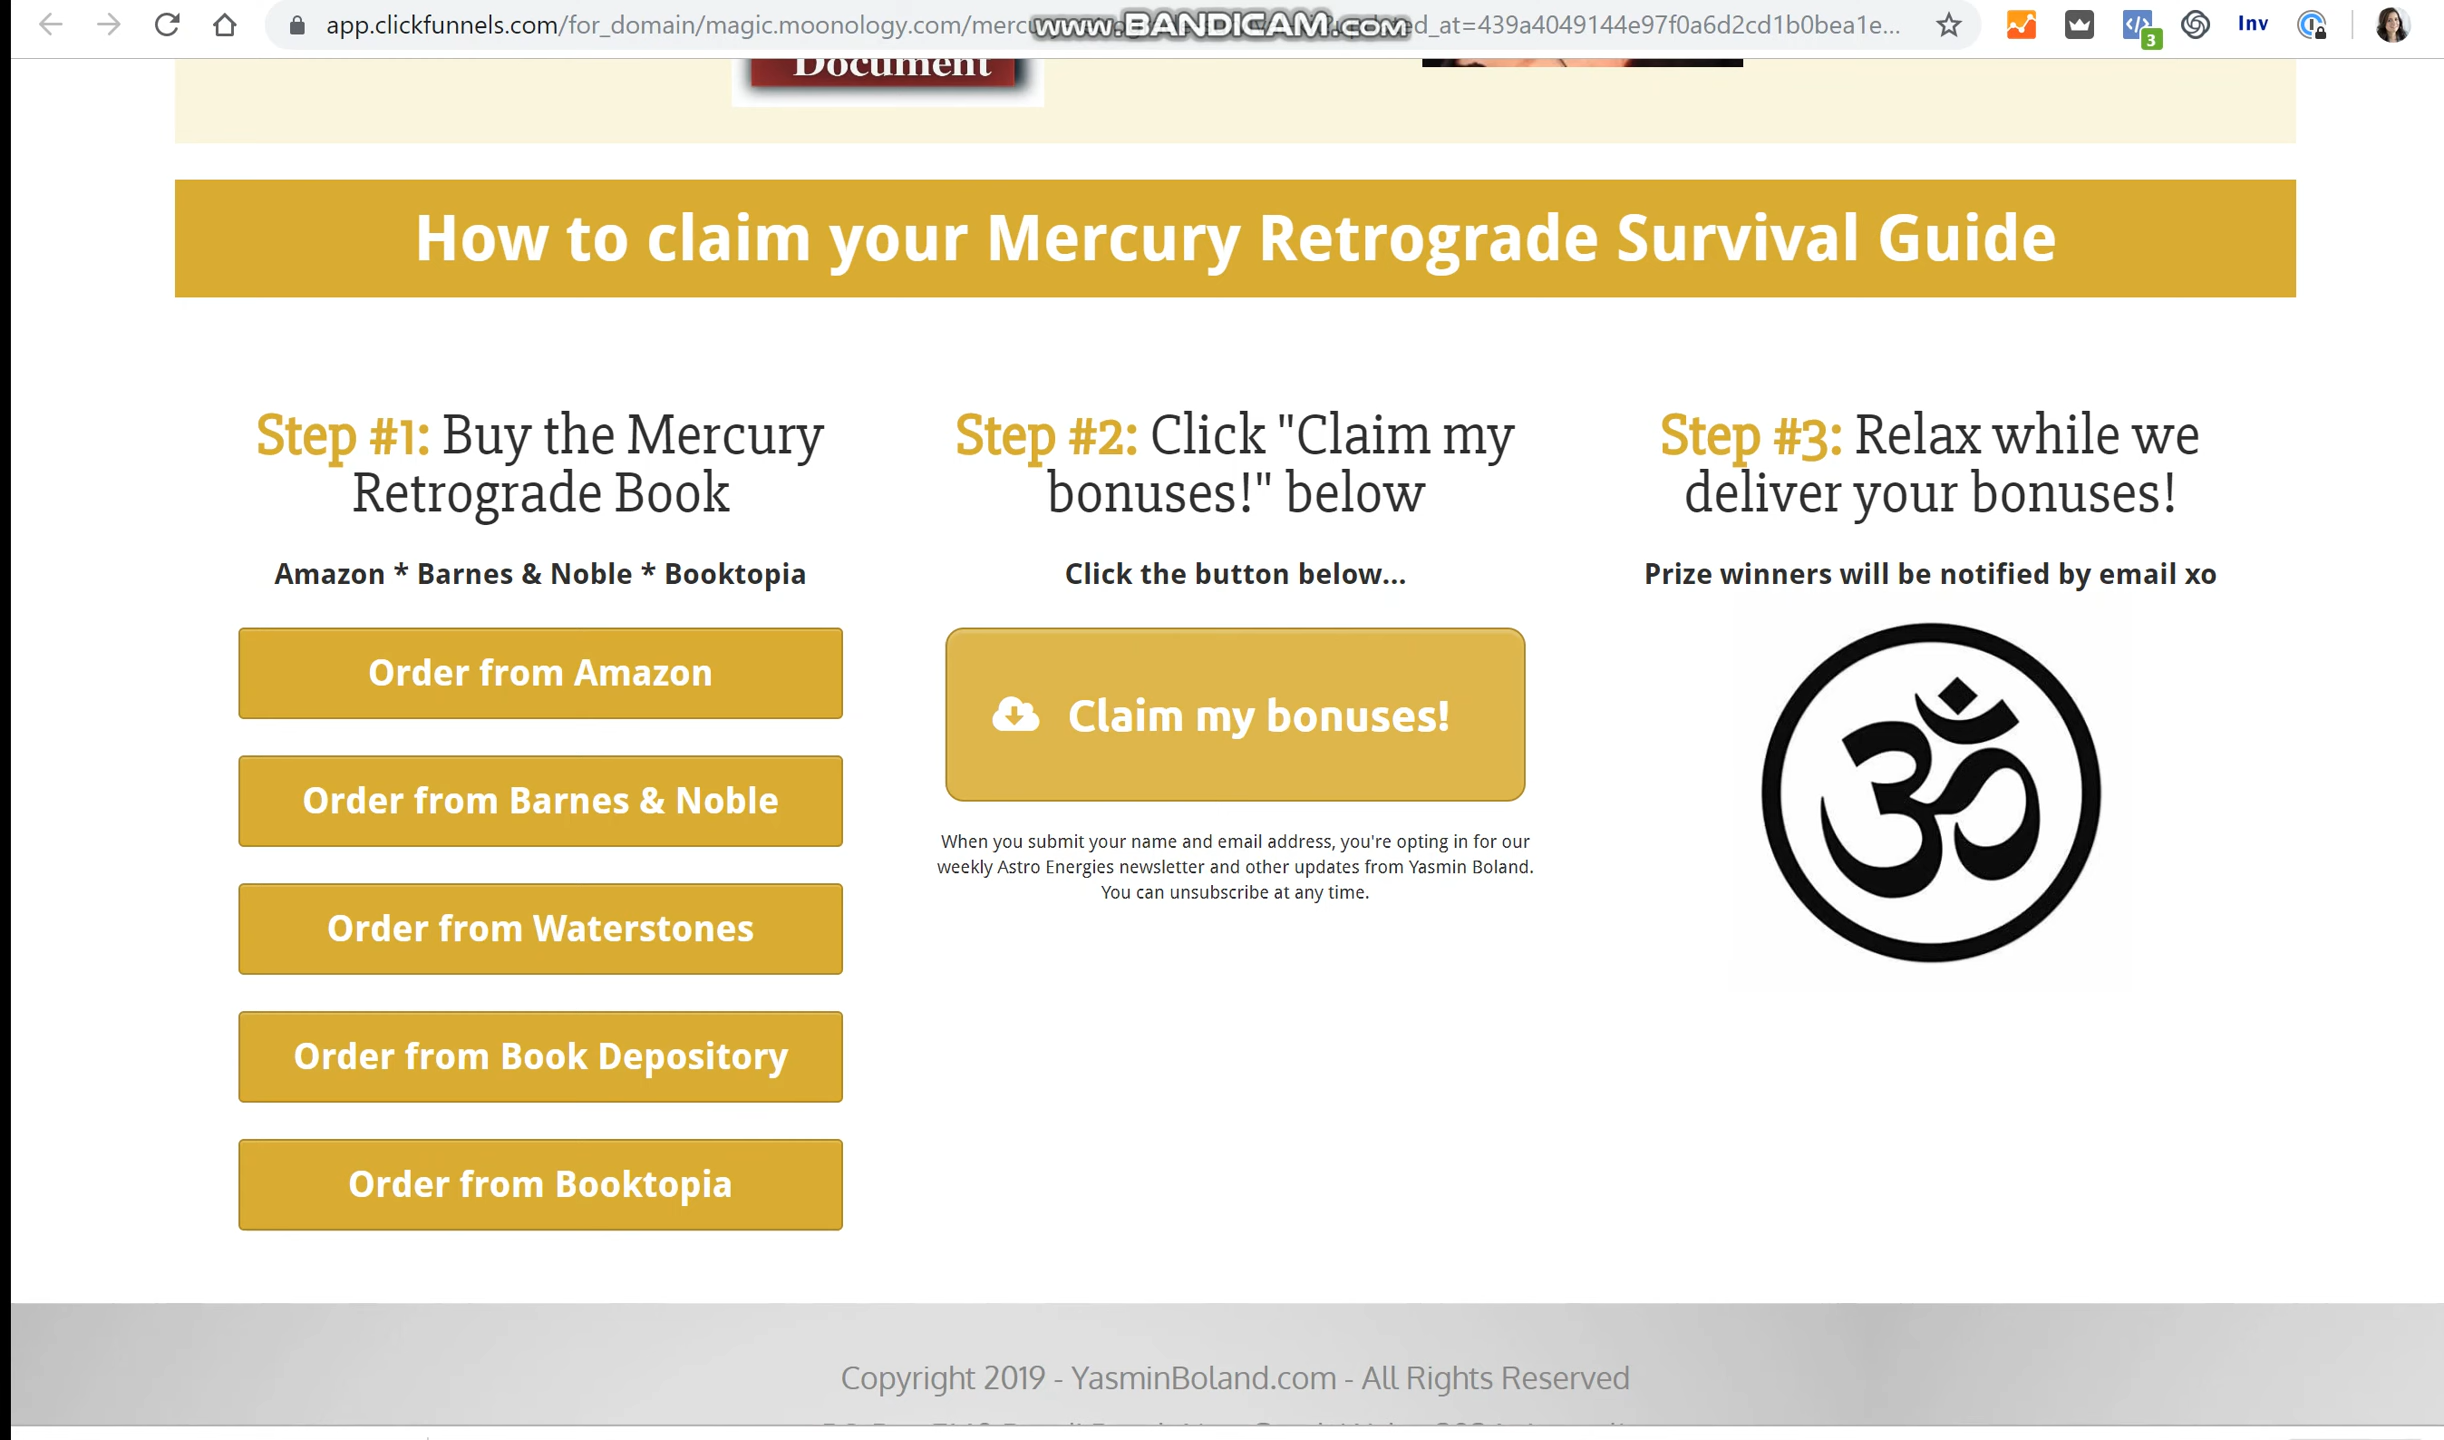 app.clickfunnels.com/for_domain/magic.moonology.com/mercu
www.BANDICAM.com
ed_at=439a4049144e97f0a6d2cd1b0bea1e...
3
Inv
Document
How to claim your Mercury Retrograde Survival Guide
Step #1: Buy the Mercury
Retrograde Book
Amazon * Barnes & Noble * Booktopia
Order from Amazon
Order from Barnes & Noble
Order from Waterstones
Order from Book Depository
Order from Booktopia
Step #2: Click "Claim my
bonuses!" below
Click the button below...
Claim my bonuses!
When you submit your name and email address, you're opting in for our
weekly Astro Energies newsletter and other updates from Yasmin Boland.
You can unsubscribe at any time.
Step #3: Relax while we
deliver your bonuses!
Prize winners will be notified by email xo
ॐ
Copyright 2019 - YasminBoland.com - All Rights Reserved